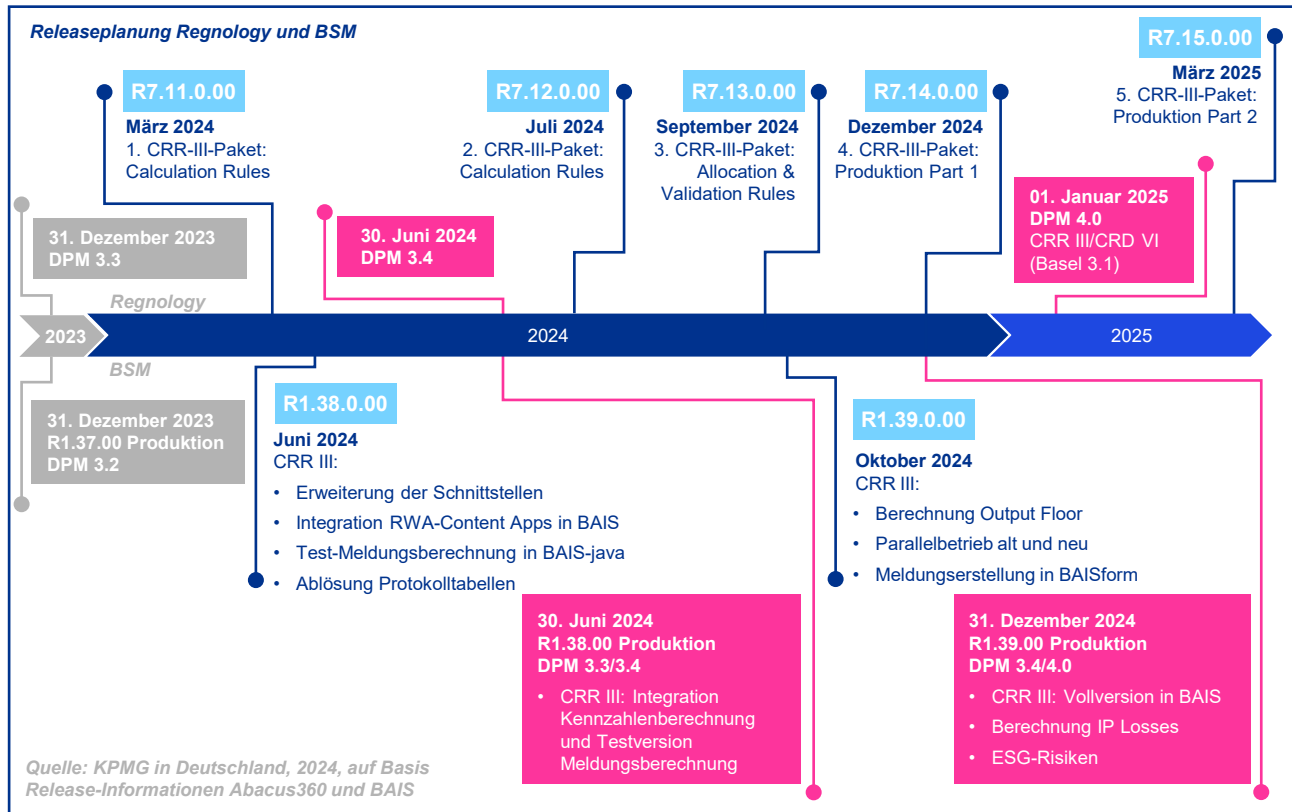 Releaseplanung Regnology und BSM
R7.11.0.00
März 2024
1. CRR-III-Paket:
Calculation Rules
R7.12.0.00
Juli 2024
2. CRR-III-Paket:
Calculation Rules
R7.13.0.00
September 2024
3. CRR-III-Paket:
Allocation &
Validation Rules
R7.14.0.00
Dezember 2024
4. CRR-III-Paket:
Produktion Part 1
R7.15.0.00
März 2025
5. CRR-III-Paket:
Produktion Part 2
31. Dezember 2023
DPM 3.3
30. Juni 2024
DPM 3.4
01. Januar 2025
DPM 4.0
CRR III/CRD VI
(Basel 3.1)
Regnology
2023
2024
2025
BSM
31. Dezember 2023
R1.37.00 Produktion
DPM 3.2
R1.38.0.00
Juni 2024
CRR III:
• Erweiterung der Schnittstellen
• Integration RWA-Content Apps in BAIS
• Test-Meldungsberechnung in BAIS-java
• Ablösung Protokolltabellen
R1.39.0.00
Oktober 2024
CRR III:
• Berechnung Output Floor
• Parallelbetrieb alt und neu
• Meldungserstellung in BAISform
30. Juni 2024
R1.38.00 Produktion
DPM 3.3/3.4
• CRR III: Integration
Kennzahlenberechnung
und Testversion
Meldungsberechnung
31. Dezember 2024
R1.39.00 Produktion
DPM 3.4/4.0
• CRR III: Vollversion in BAIS
• Berechnung IP Losses
• ESG-Risiken
Quelle: KPMG in Deutschland, 2024, auf Basis
Release-Informationen Abacus360 und BAIS